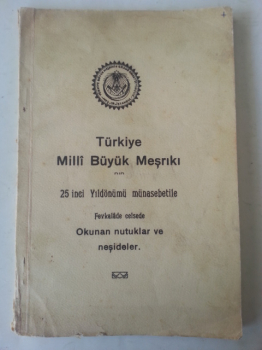 Türkiye
Millî Büyük Meşrıkı
25 inci Yıldönümü münasebetile
Fevkalâde celsede
Okunan nutuklar ve
neşideler.